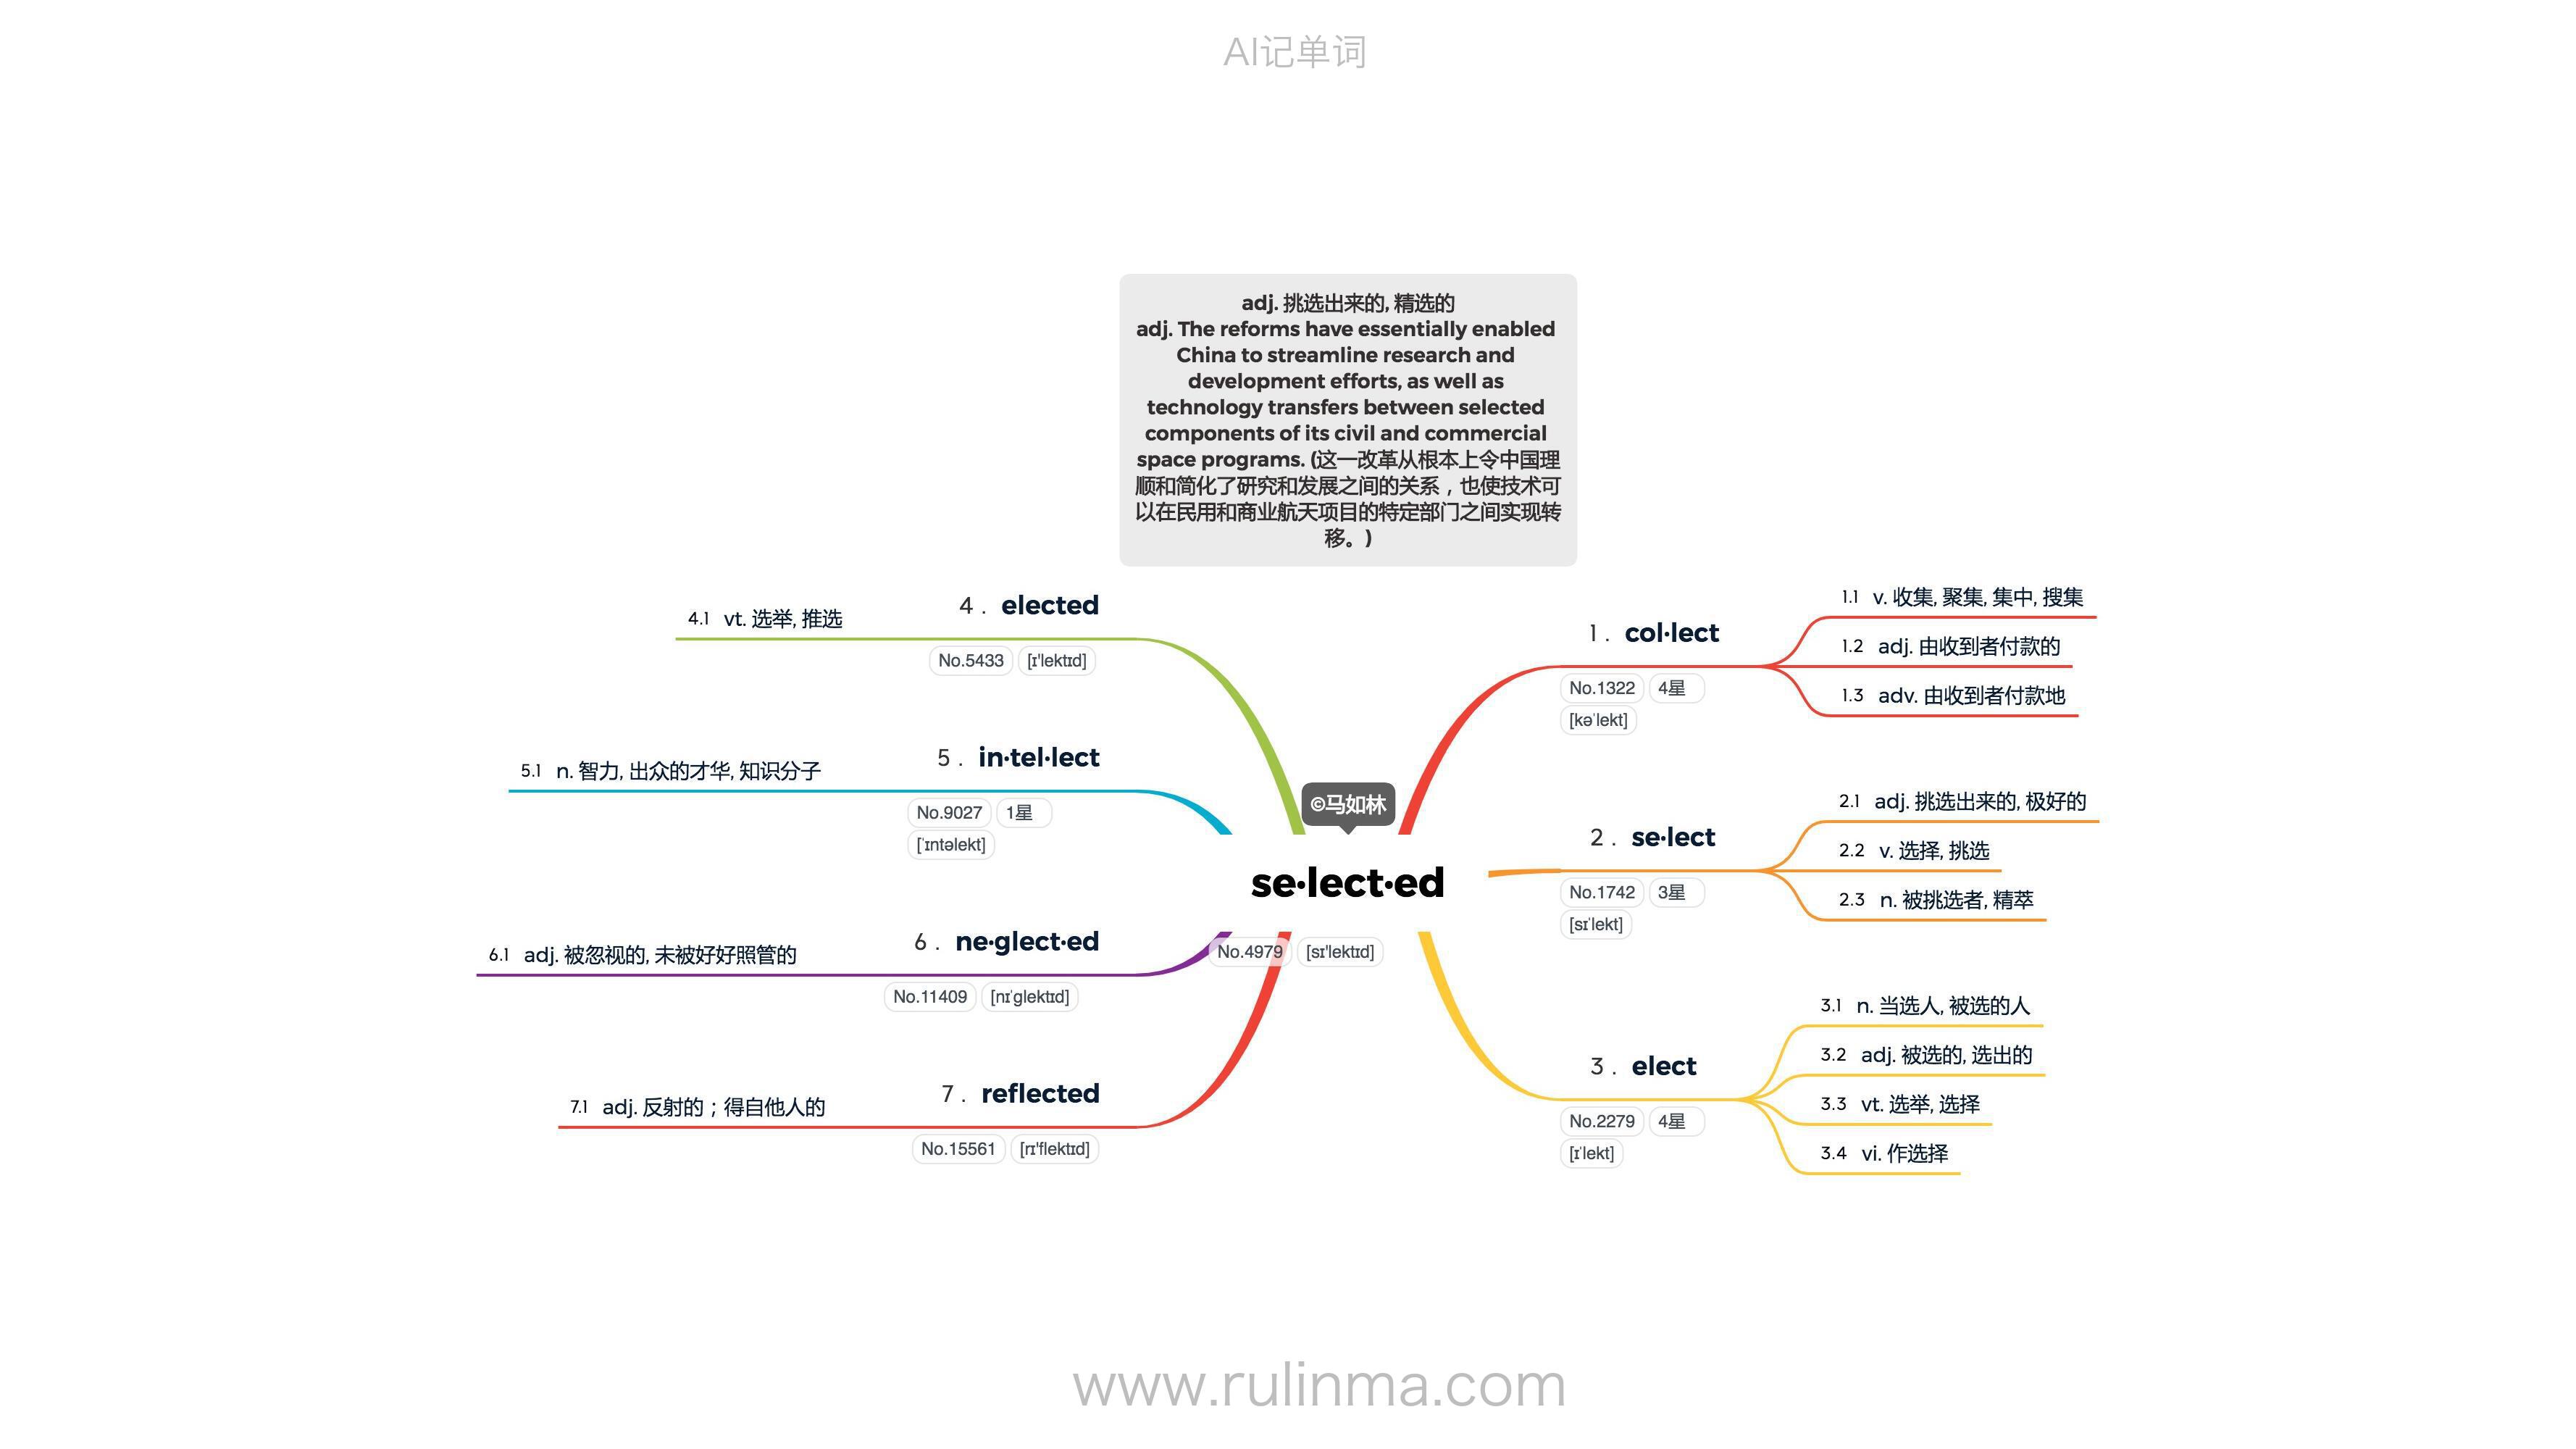 AI记单词
adj. 挑选出来的, 精选的
adj. The reforms have essentially enabled
China to streamline research and
development efforts, as well as
technology transfers between selected
components of its civil and commercial
space programs. (这一改革从根本上令中国理
顺和简化了研究和发展之间的关系，也使技术可
以在民用和商业航天项目的特定部门之间实现转
移。)
©马如林
se·lect·ed
No.4979 [sɪ'lektɪd]
1. col·lect
No.1322 4星
[kəˈlekt]
1.1 v. 收集, 聚集, 集中, 搜集
1.2 adj. 由收到者付款的
1.3 adv. 由收到者付款地
2. se·lect
No.1742 3星
[sɪˈlekt]
2.1 adj. 挑选出来的, 极好的
2.2 v. 选择, 挑选
2.3 n. 被挑选者, 精萃
3. elect
No.2279 4星
[ɪˈlekt]
3.1 n. 当选人, 被选的人
3.2 adj. 被选的, 选出的
3.3 vt. 选举, 选择
3.4 vi. 作选择
4. elected
No.5433 [ɪ'lektɪd]
4.1 vt. 选举, 推选
5. in·tel·lect
No.9027 1星
[ˈɪntəlekt]
5.1 n. 智力, 出众的才华, 知识分子
6. ne·glect·ed
No.11409 [nɪˈglektɪd]
6.1 adj. 被忽视的, 未被好好照管的
7. reflected
No.15561 [rɪ'flektɪd]
7.1 adj. 反射的；得自他人的
www.rulinma.com